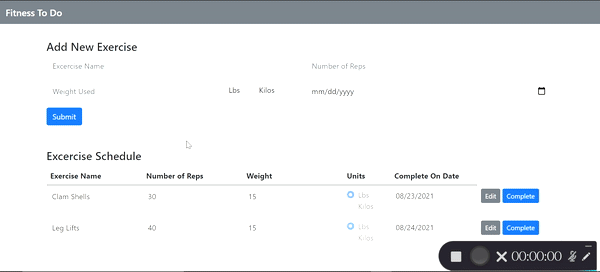 Fitness To Do
Add New Exercise
Excercise Name Number of Reps
Weight Used Lbs Kilos mm/dd/yyyy
Submit
Excercise Schedule
Exercise Name Number of Reps Weight Units Complete On Date
Clam Shells 30 15 Lbs 08/23/2021 Edit Complete
Kilos
Leg Lifts 40 15 Lbs 08/24/2021 Edit Complete
Kilos
00:00:00